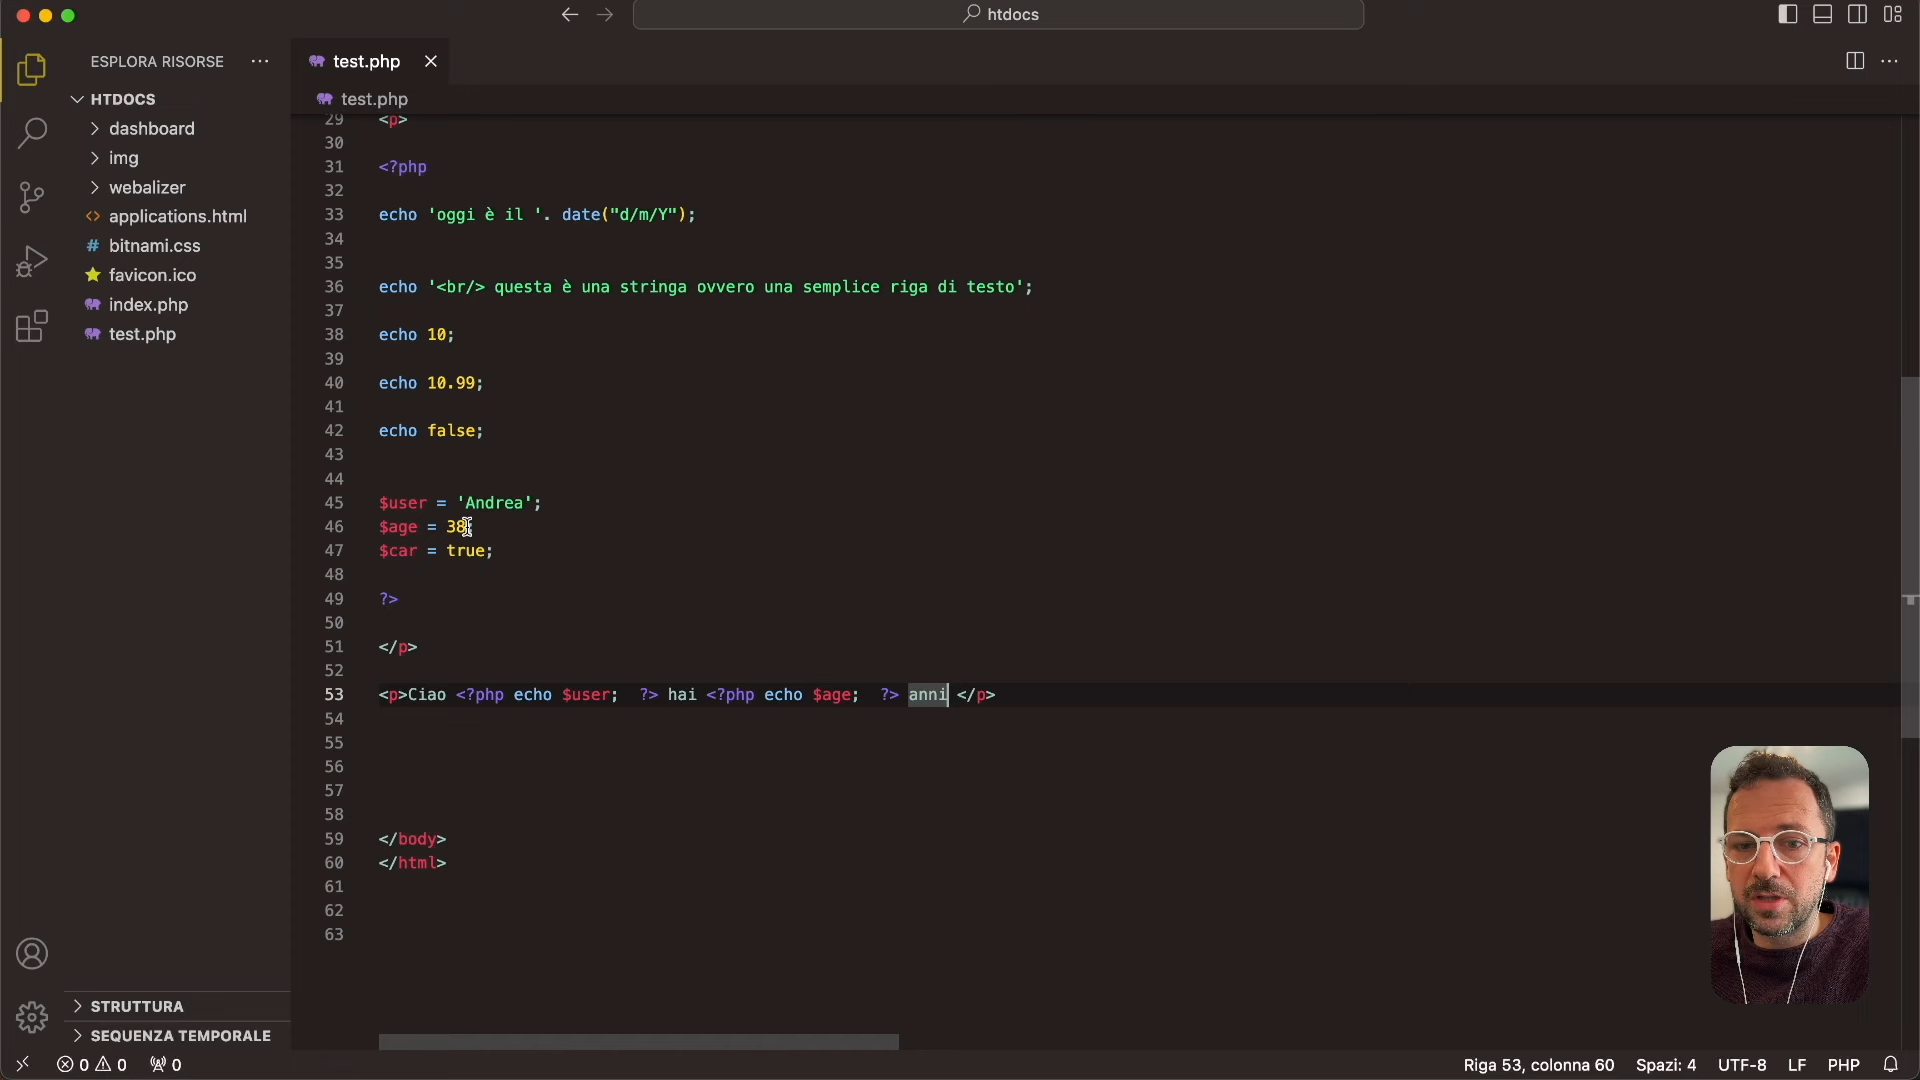 htdocs
ESPLORA RISORSE ...
test.php
HTDOCS
dashboard
img
webalizer
<> applications.html
# bitnami.css
favicon.ico
index.php
test.php
test.php
29 <p>
30
31 <?php
32
33 echo 'oggi è il '. date("d/m/Y");
34
35
36 echo '<br/> questa è una stringa ovvero una semplice riga di testo';
37
38 echo 10;
39
40 echo 10.99;
41
42 echo false;
43
44
45 $user = 'Andrea';
46 $age = 38
47 $car = true;
48
49 ?>
50
51 </p>
52
53 <p>Ciao <?php echo $user;  ?> hai <?php echo $age;  ?> anni </p>
54
55
56
57
58
59 </body>
60 </html>
61
62
63
STRUTTURA
SEQUENZA TEMPORALE
0 0 0
Riga 53, colonna 60 Spazi: 4 UTF-8 LF PHP